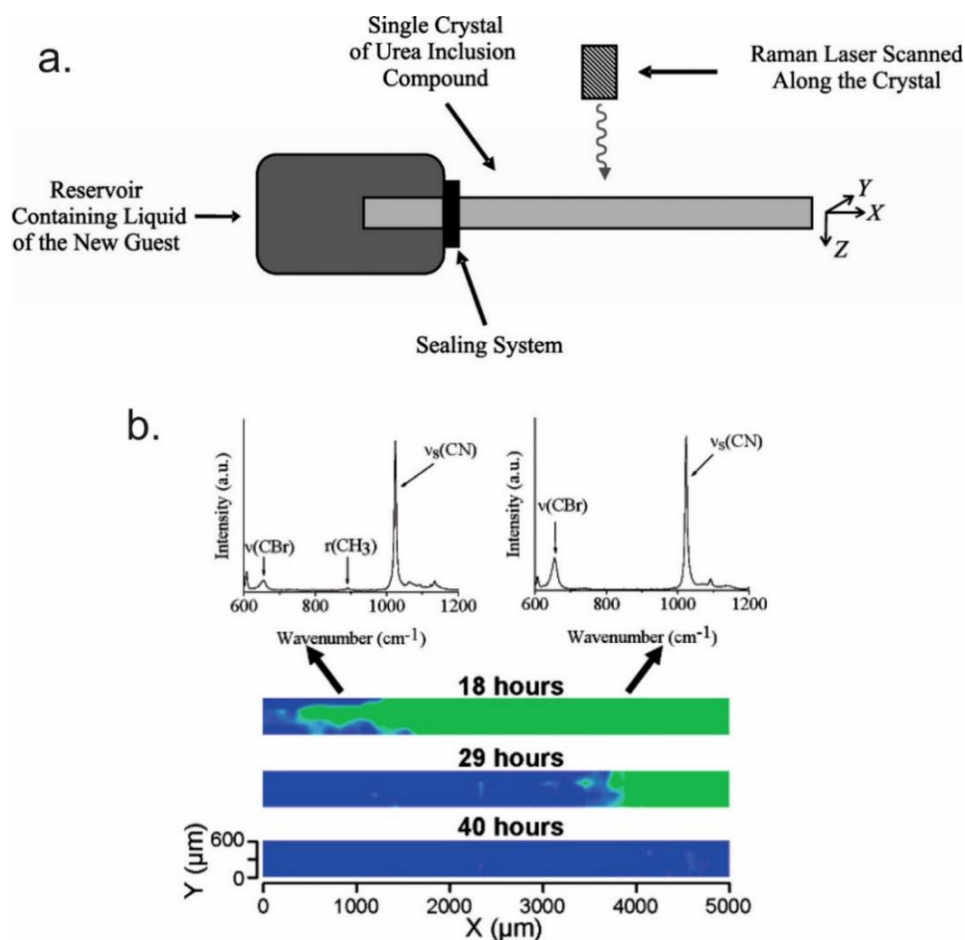 a.
Single Crystal
of Urea Inclusion
Compound
Raman Laser Scanned
Along the Crystal
Reservoir
Containing Liquid
of the New Guest
Y
X
Z
Sealing System
b.
Intensity (a.u.)
ν(CBr)
r(CH3)
νs(CN)
600 800 1000 1200
Wavenumber (cm-1)
Intensity (a.u.)
ν(CBr)
νs(CN)
600 800 1000 1200
Wavenumber (cm-1)
18 hours
29 hours
40 hours
Y (µm)
600
0
0 1000 2000 3000 4000 5000
X (µm)